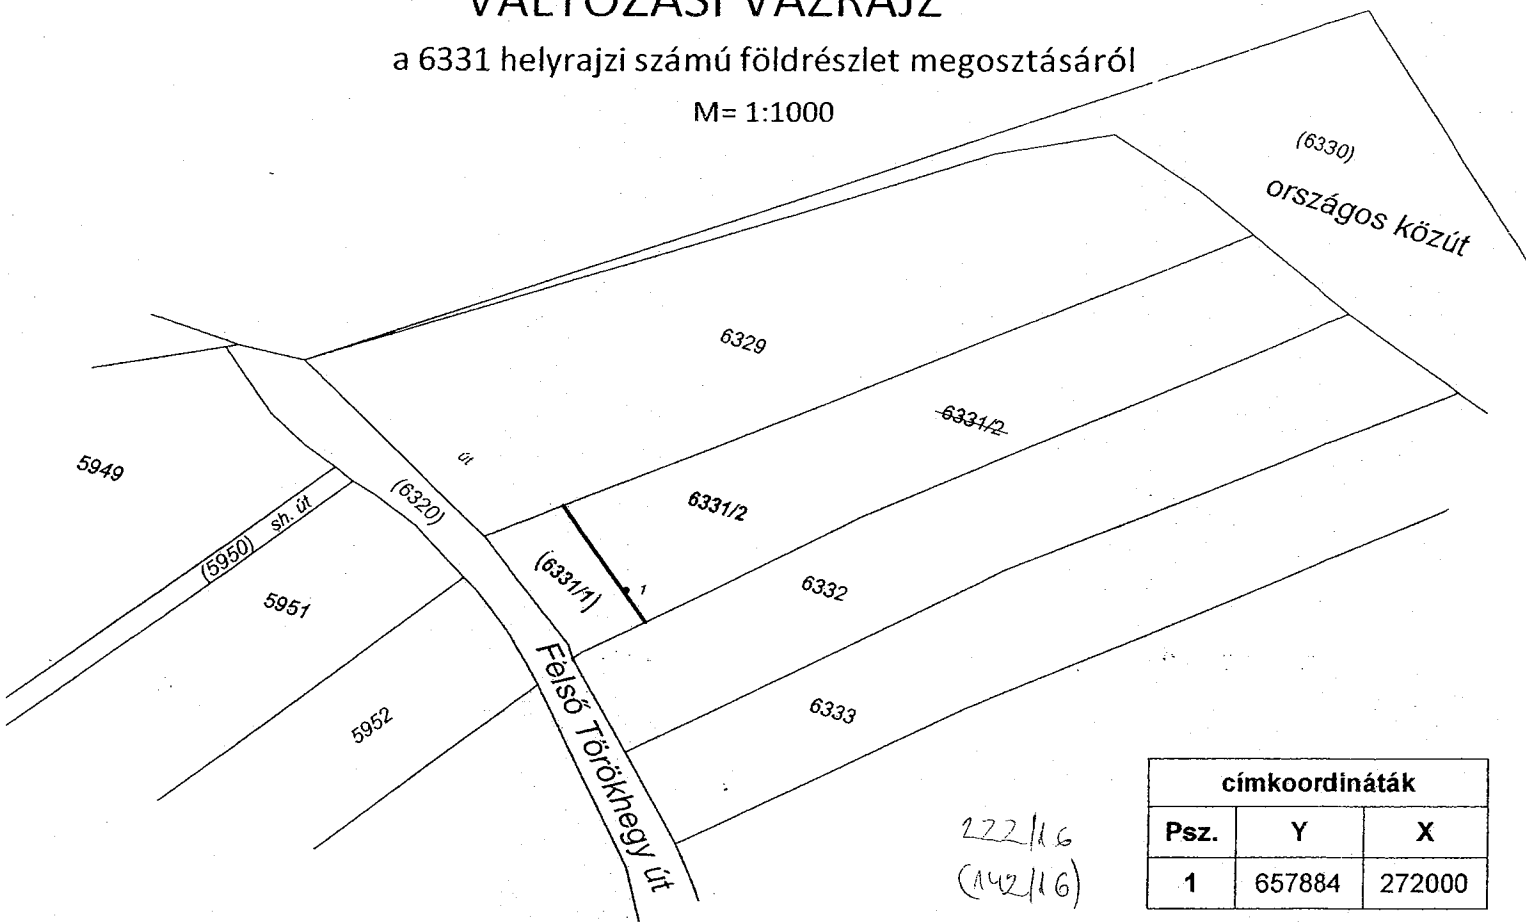 VÁLTOZÁSI VÁZRAJZ
a 6331 helyrajzi számú földrészlet megosztásáról
M= 1:1000
(6330)
országos közút
6329
6331/2
út
5949
(6320)
6331/2
sh. út
(5950)
(6331/1)
1
6332
5951
Felső Törökhegy út
6333
5952
címkoordináták
Psz. Y X
1 657884 272000
222/16
(142/16)